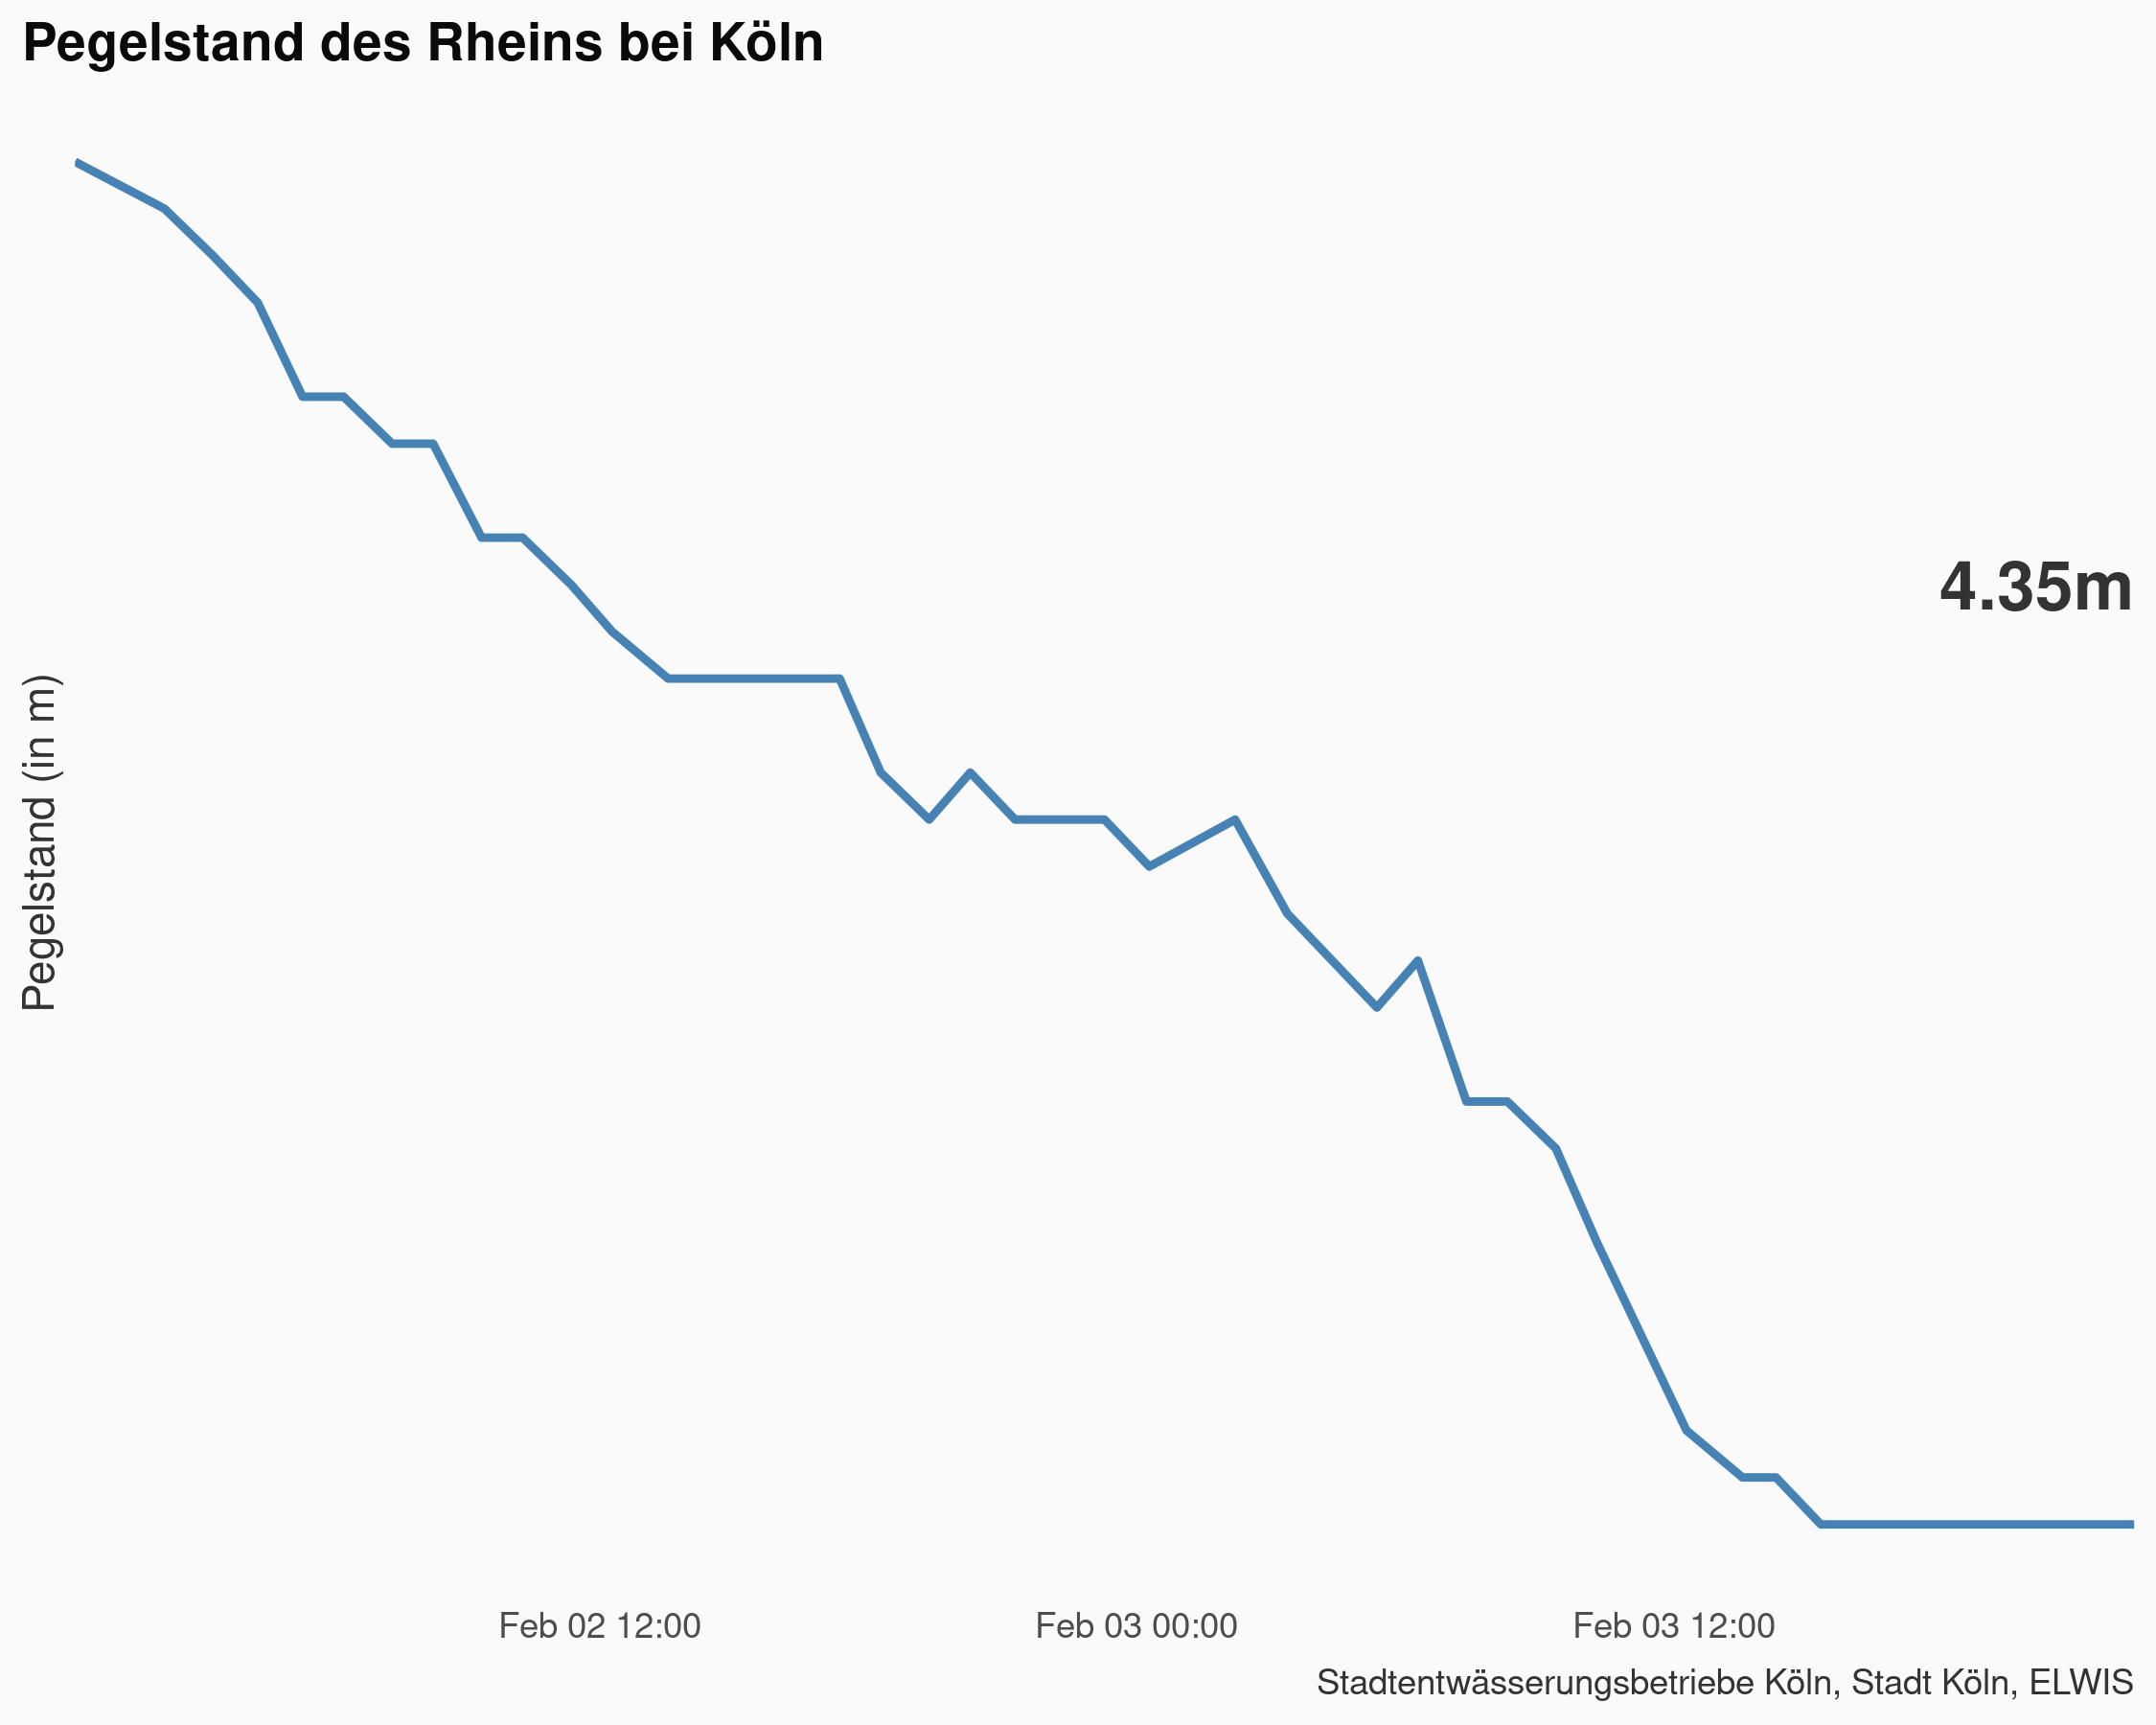 Pegelstand des Rheins bei Köln
4.35m
Pegelstand (in m)
Feb 02 12:00
Feb 03 00:00
Feb 03 12:00
Stadtentwässerungsbetriebe Köln, Stadt Köln, ELWIS